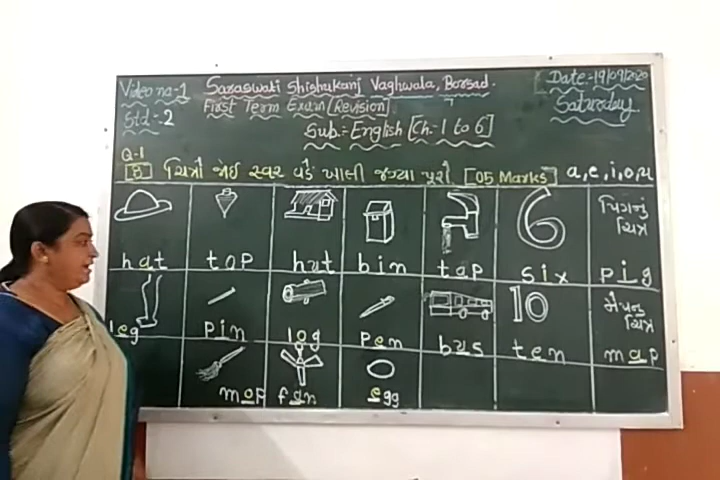 Video no-1 Saraswati Shishukanj Vaghwala, Borsad. Date:-19/09/2020
First Term Exam [Revision] Saturday
Std :- 2
Sub.:- English [Ch.-1 to 6]
Q-1
[B] ચિત્રો જોઈ સ્વર વડે ખાલી જગ્યા પૂરો [05 Marks] a, e, i, o, u
6 પિગનું ચિત્ર
hat top hut bin tap six pig
10 મેપનું ચિત્ર
leg pin log pen bus ten map
mop fan egg